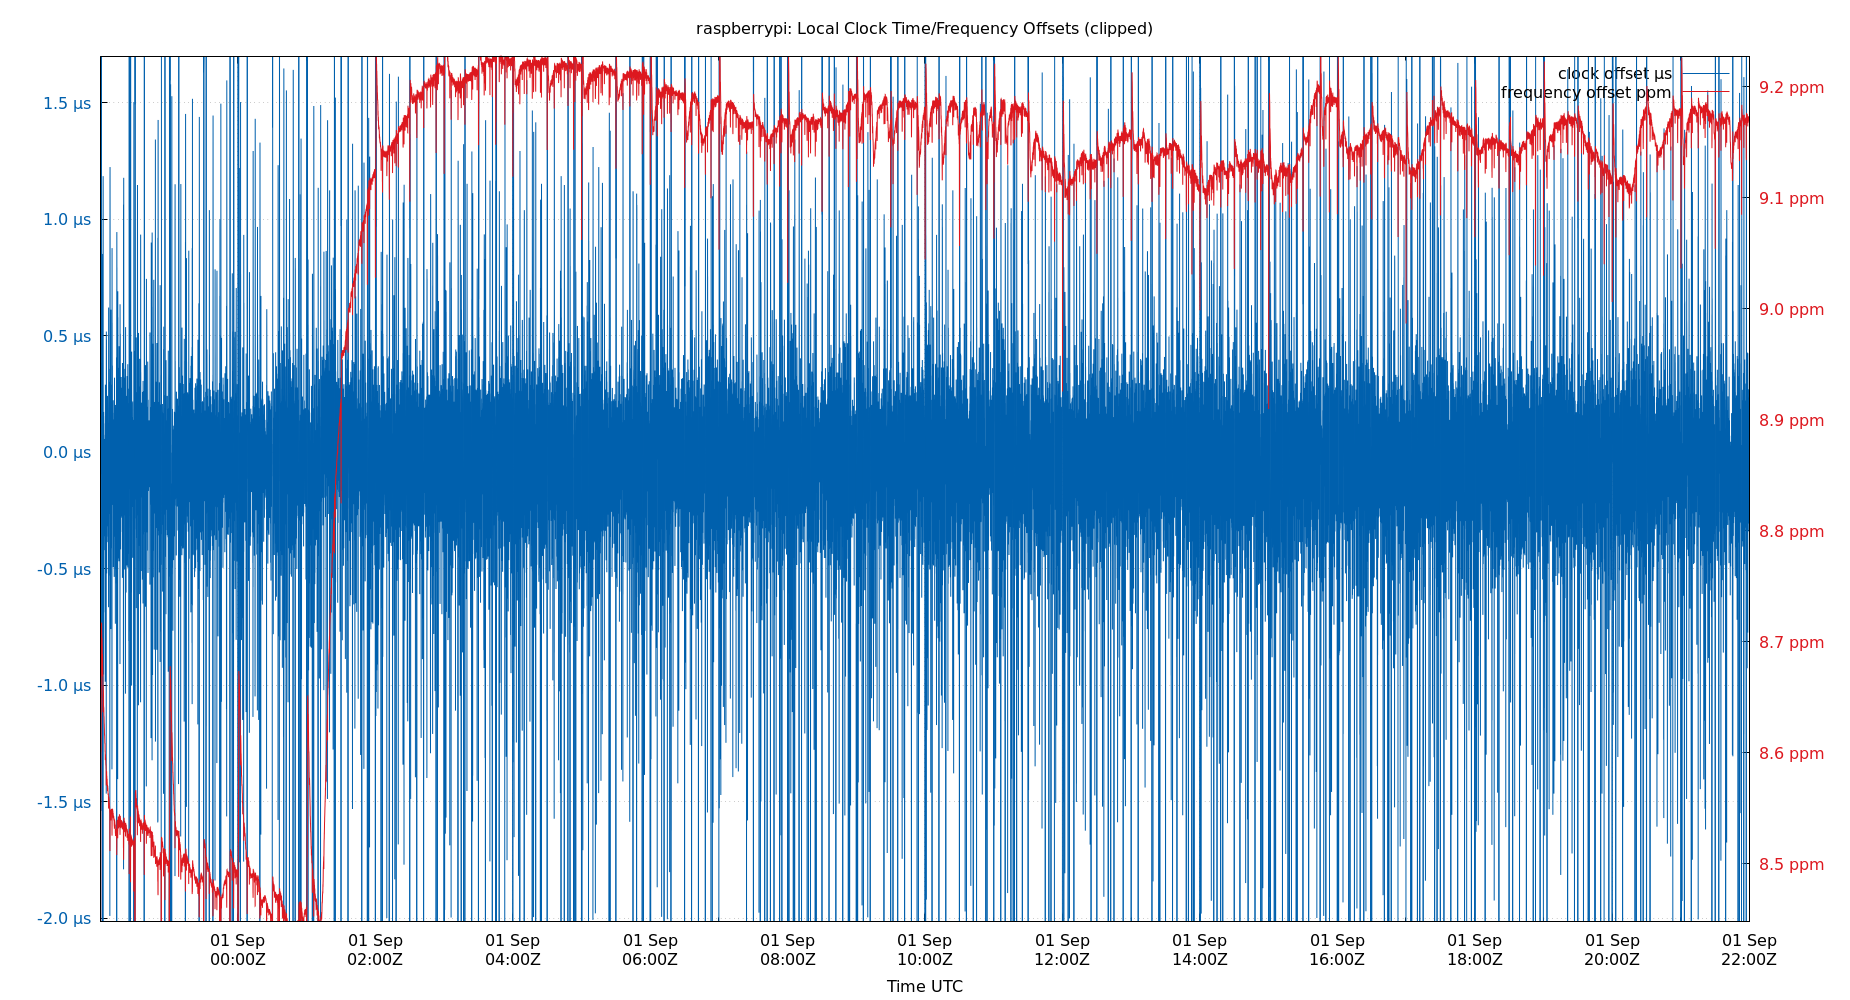 raspberrypi: Local Clock Time/Frequency Offsets (clipped)
clock offset µs
frequency offset ppm
1.5 µs
1.0 µs
0.5 µs
0.0 µs
-0.5 µs
-1.0 µs
-1.5 µs
-2.0 µs
9.2 ppm
9.1 ppm
9.0 ppm
8.9 ppm
8.8 ppm
8.7 ppm
8.6 ppm
8.5 ppm
01 Sep 01 Sep 01 Sep 01 Sep 01 Sep 01 Sep 01 Sep 01 Sep 01 Sep 01 Sep 01 Sep 01 Sep
00:00Z 02:00Z 04:00Z 06:00Z 08:00Z 10:00Z 12:00Z 14:00Z 16:00Z 18:00Z 20:00Z 22:00Z
Time UTC